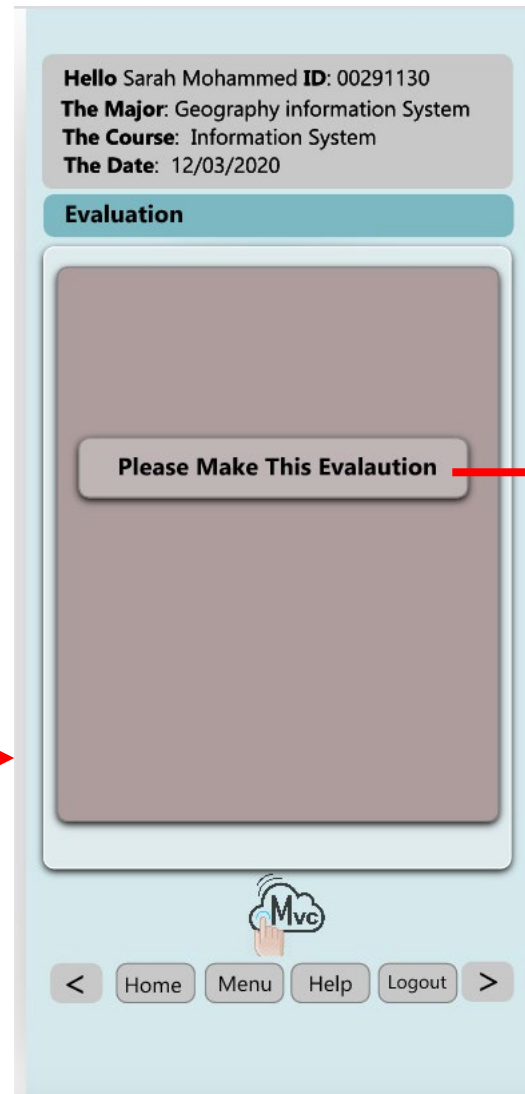 Hello Sarah Mohammed ID: 00291130
The Major: Geography information System
The Course: Information System
The Date: 12/03/2020
Evaluation
Please Make This Evalaution
Mvc
< Home Menu Help Logout >